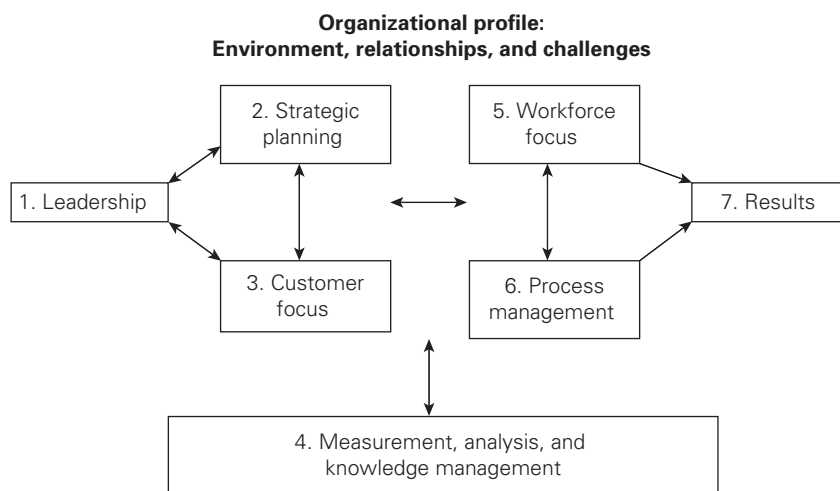 Organizational profile:
Environment, relationships, and challenges
2. Strategic
planning
5. Workforce
focus
1. Leadership
7. Results
3. Customer
focus
6. Process
management
4. Measurement, analysis, and
knowledge management